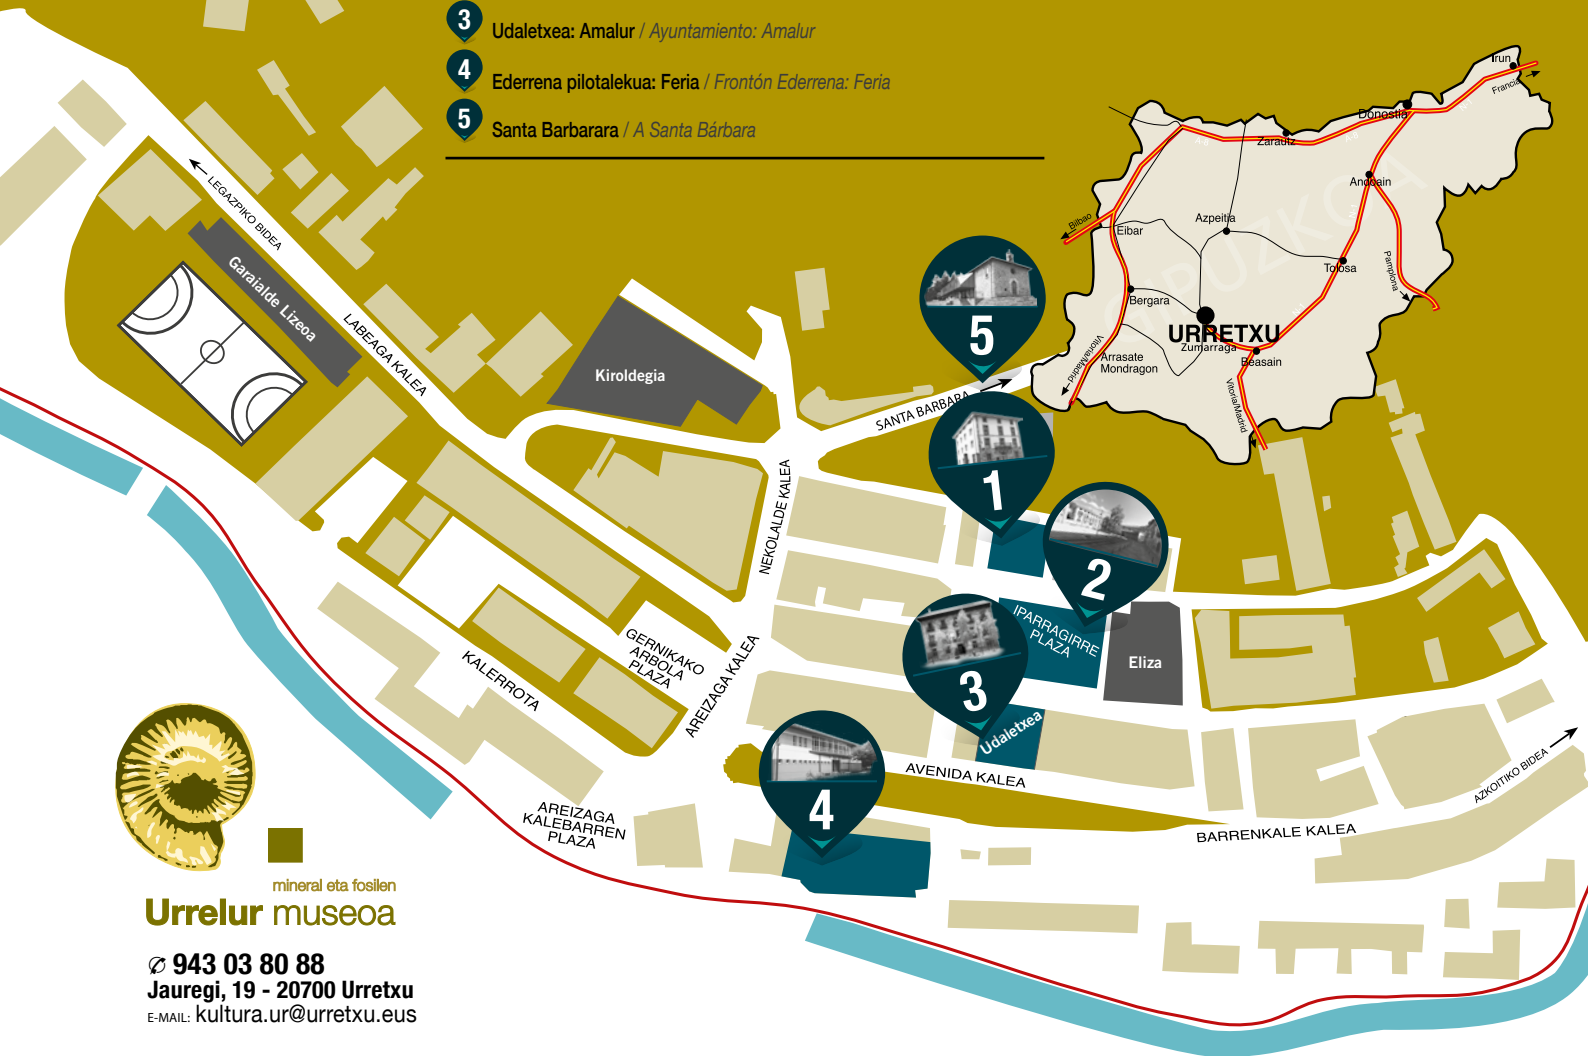 3 Udaletxea: Amalur / Ayuntamiento: Amalur
4 Ederrena pilotalekua: Feria / Frontón Ederrena: Feria
5 Santa Barbarara / A Santa Bárbara
Irun
Francia
Donostia
N-I
A-8
Zarautz
A-8
Andoain
GIPUZKOA
Bilbao
Eibar
Azpeitia
N-I
Tolosa
Pamplona
Bergara
URRETXU
Zumarraga
Beasain
Arrasate
Mondragon
Vitoria/Madrid
Vitoria/Madrid
LEGAZPIKO BIDEA
Garaialde Lizeoa
LABEAGA KALEA
Kiroldegia
5
SANTA BARBARA
1
NEKOLALDE KALEA
2
IPARRAGIRRE
PLAZA
Eliza
3
Udaletxea
GERNIKAKO
ARBOLA
PLAZA
KALERROTA
AREIZAGA KALEA
4
AVENIDA KALEA
AREIZAGA
KALEBARREN
PLAZA
BARRENKALE KALEA
AZKOITIKO BIDEA
mineral eta fosilen
Urrelur museoa
✆ 943 03 80 88
Jauregi, 19 - 20700 Urretxu
E-MAIL: kultura.ur@urretxu.eus